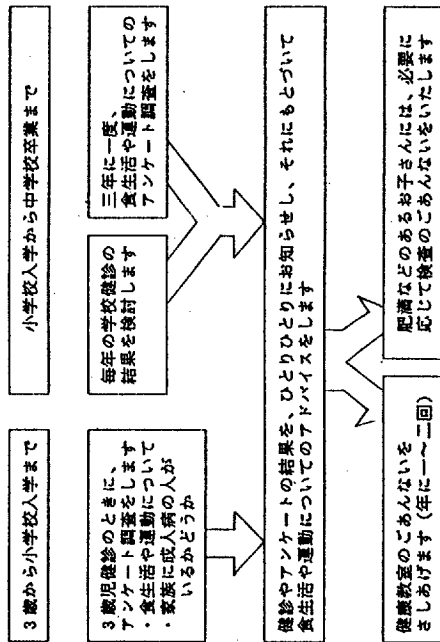 3歳から小学校入学まで
小学校入学から中学校卒業まで
3歳児健診のときに、
アンケート調査をします
・食生活や運動について
・家族に成人病の人が
いるかどうか
毎年の学校健診の
結果を検討します
三年に一度、
食生活や運動についての
アンケート調査をします
健診やアンケートの結果を、ひとりひとりにお知らせし、それにもとづいて
食生活や運動についてのアドバイスをします
健康教室のごあんないを
さしあげます(年に一~二回)
肥満などのあるお子さんには、必要に
応じて検査のごあんないをいたします